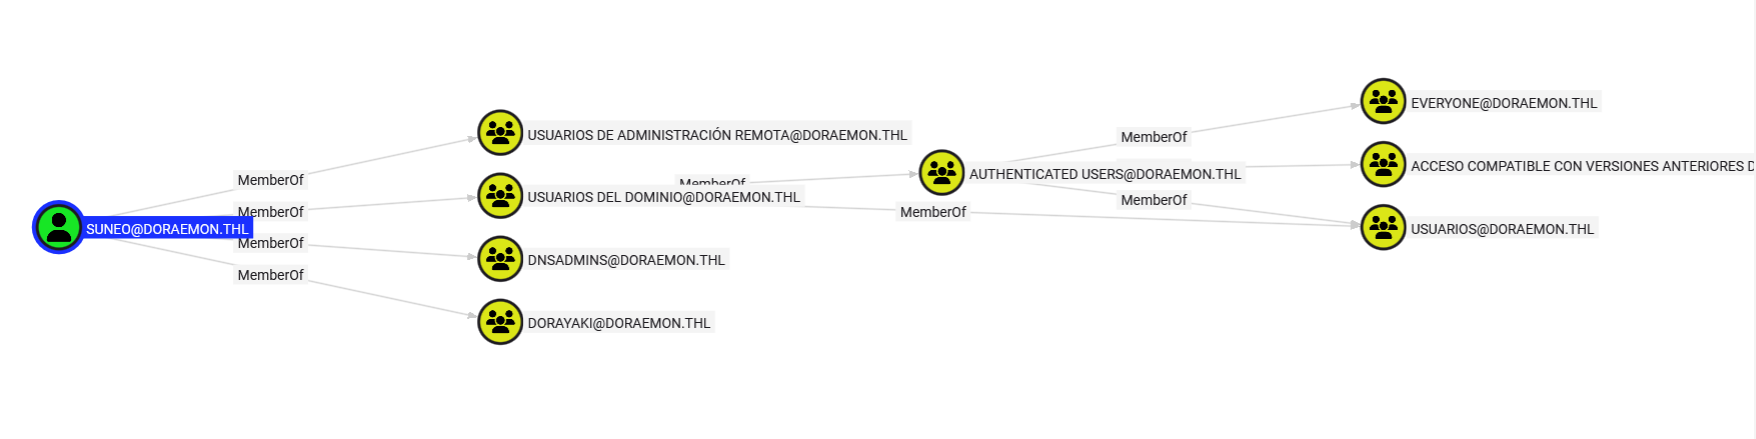 SUNEO@DORAEMON.THL
MemberOf
MemberOf
MemberOf
MemberOf
USUARIOS DE ADMINISTRACIÓN REMOTA@DORAEMON.THL
USUARIOS DEL DOMINIO@DORAEMON.THL
DNSADMINS@DORAEMON.THL
DORAYAKI@DORAEMON.THL
MemberOf
MemberOf
AUTHENTICATED USERS@DORAEMON.THL
MemberOf
MemberOf
EVERYONE@DORAEMON.THL
ACCESO COMPATIBLE CON VERSIONES ANTERIORES D
USUARIOS@DORAEMON.THL